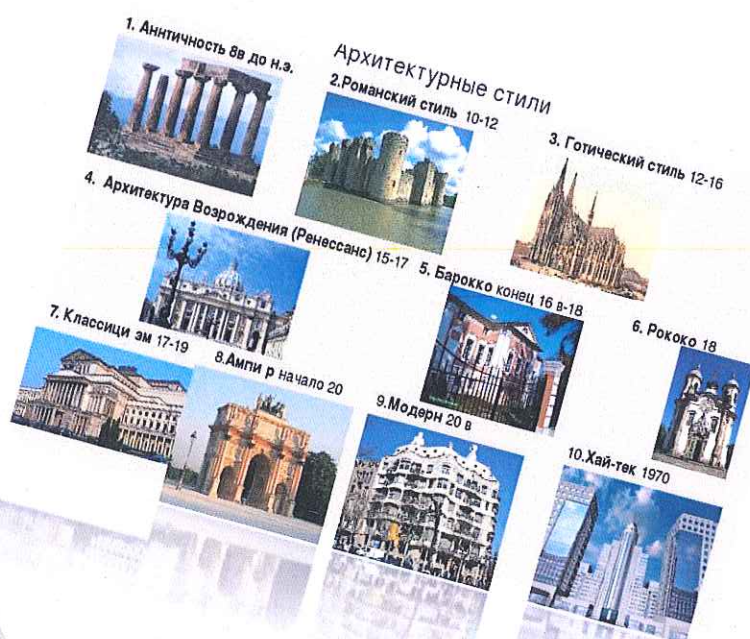 Архитектурные стили
1. Аннтичность 8в до н.э.
2.Романский стиль 10-12
3. Готический стиль 12-16
4. Архитектура Возрождения (Ренессанс) 15-17
5. Барокко конец 16 в-18
6. Рококо 18
7. Классици эм 17-19
8.Ампи р начало 20
9.Модерн 20 в
10.Хай-тек 1970